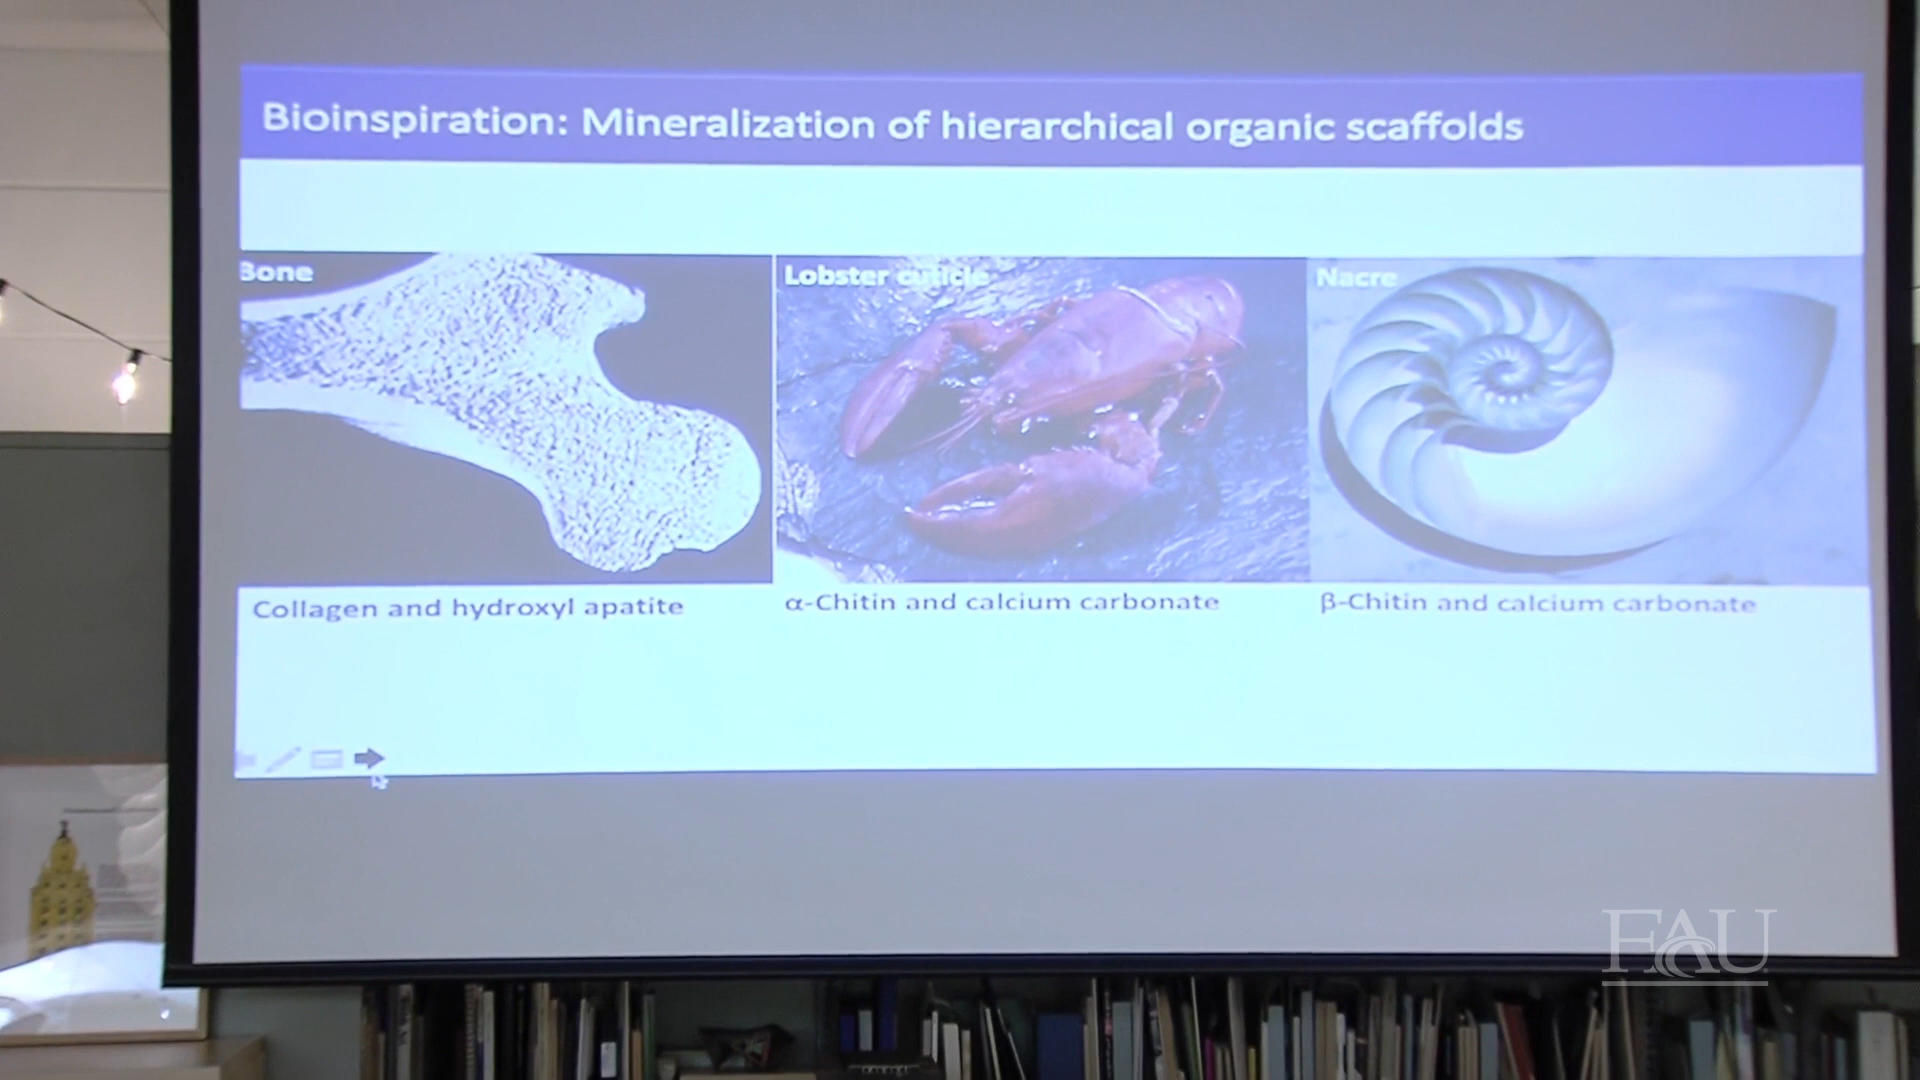 Bioinspiration: Mineralization of hierarchical organic scaffolds
Bone
Lobster cuticle
Nacre
Collagen and hydroxyl apatite
α-Chitin and calcium carbonate
β-Chitin and calcium carbonate
FAU